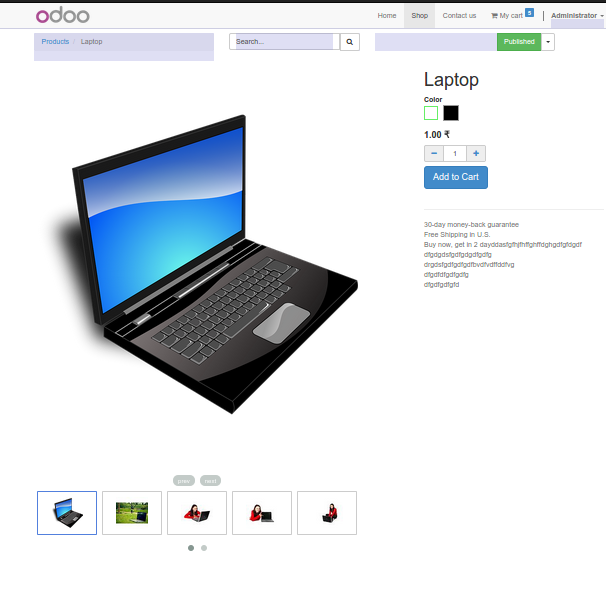 odoo
Home Shop Contact us My cart 5 Administrator
Products Laptop Search... Published
Laptop
Color
1.00 ₹
1
Add to Cart
30-day money-back guarantee
Free Shipping in U.S.
Buy now, get in 2 dayddasfgfhjfhffghffdghgdfgfdgdf
dfgdgdsfgdfgdgdfgdfg
drgdsfgdfgdfgdfbvdfvdffddfvg
dfgdfdfgdfgdfg
dfgdfgdfgfd
prev next